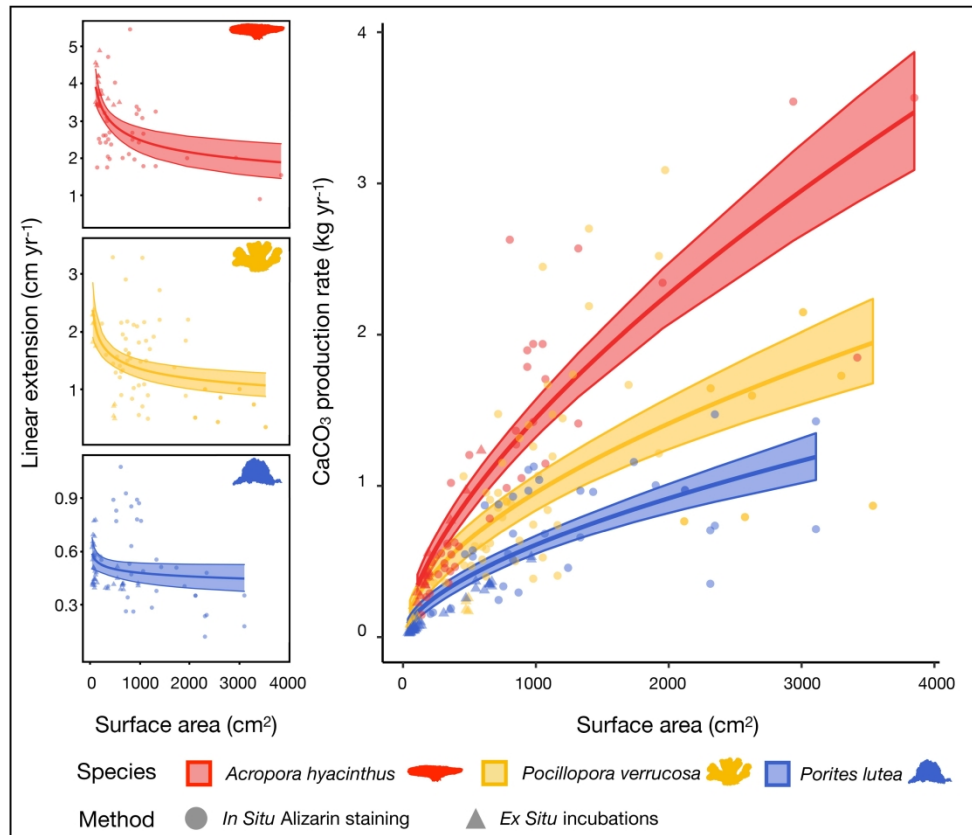 Linear extension (cm yr⁻¹)
5
4
3
2
1
3
2
1
0.9
0.6
0.3
0 1000 2000 3000 4000
Surface area (cm²)
CaCO₃ production rate (kg yr⁻¹)
4
3
2
1
0
0 1000 2000 3000 4000
Surface area (cm²)
Species Acropora hyacinthus Pocillopora verrucosa Porites lutea
Method In Situ Alizarin staining Ex Situ incubations